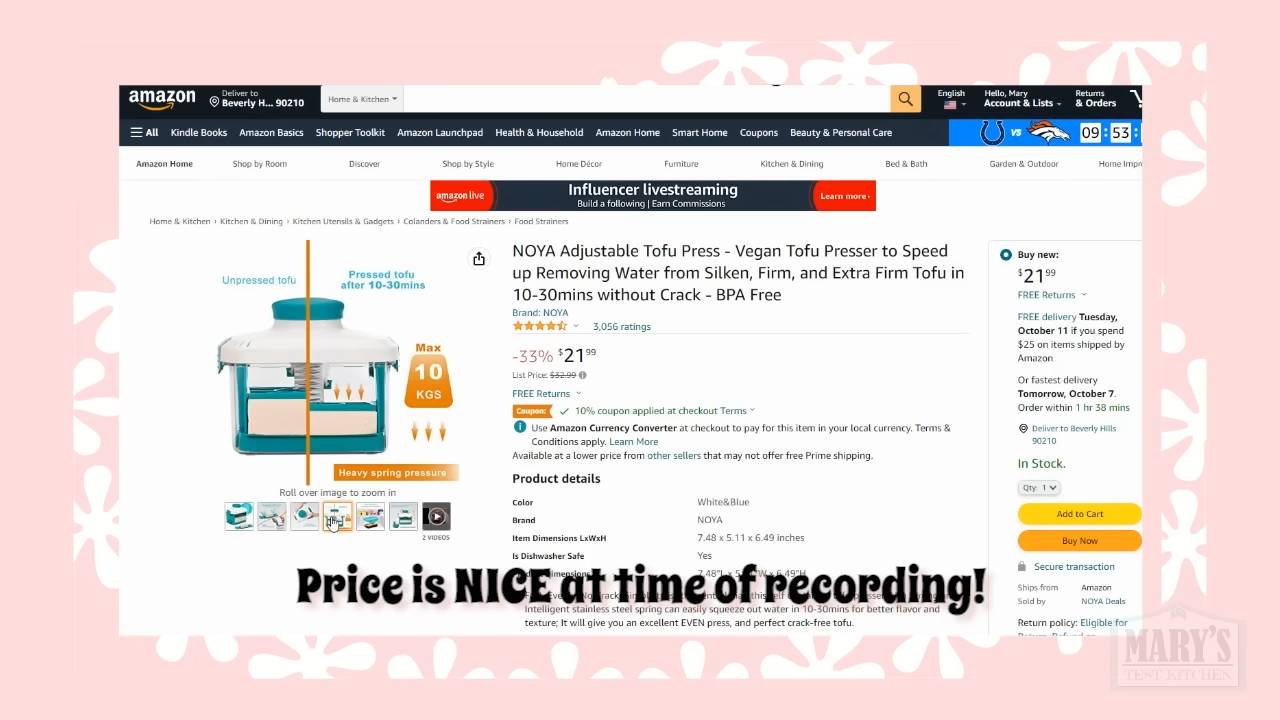 amazon
Deliver to
Beverly H... 90210
Home & Kitchen
English
Hello, Mary
Account & Lists
Returns
& Orders
All
Kindle Books
Amazon Basics
Shopper Toolkit
Amazon Launchpad
Health & Household
Amazon Home
Smart Home
Coupons
Beauty & Personal Care
VS
09 : 53 :
Amazon Home
Shop by Room
Discover
Shop by Style
Home Décor
Furniture
Kitchen & Dining
Bed & Bath
Garden & Outdoor
Home Impr
amazon live
Influencer livestreaming
Build a following | Earn Commissions
Learn more ›
Home & Kitchen › Kitchen & Dining › Kitchen Utensils & Gadgets › Colanders & Food Strainers › Food Strainers
Unpressed tofu
Pressed tofu
after 10-30mins
Max
10
KGS
Heavy spring pressure
Roll over image to zoom in
2 VIDEOS
NOYA Adjustable Tofu Press - Vegan Tofu Presser to Speed
up Removing Water from Silken, Firm, and Extra Firm Tofu in
10-30mins without Crack - BPA Free
Brand: NOYA
3,056 ratings
-33% $21 99
List Price: $32.99
FREE Returns
Coupon: 10% coupon applied at checkout Terms
Use Amazon Currency Converter at checkout to pay for this item in your local currency. Terms &
Conditions apply. Learn More
Available at a lower price from other sellers that may not offer free Prime shipping.
Product details
Color White&Blue
Brand NOYA
Item Dimensions LxWxH 7.48 x 5.11 x 6.49 inches
Is Dishwasher Safe Yes
Price is NICE at time of recording!
Intelligent stainless steel spring can easily squeeze out water in 10-30mins for better flavor and
texture; It will give you an excellent EVEN press, and perfect crack-free tofu.
Buy new:
$21 99
FREE Returns
FREE delivery Tuesday,
October 11 if you spend
$25 on items shipped by
Amazon
Or fastest delivery
Tomorrow, October 7.
Order within 1 hr 38 mins
Deliver to Beverly Hills
90210
In Stock.
Qty: 1
Add to Cart
Buy Now
Secure transaction
Ships from Amazon
Sold by NOYA Deals
Return policy: Eligible for
MARY'S
TEST KITCHEN